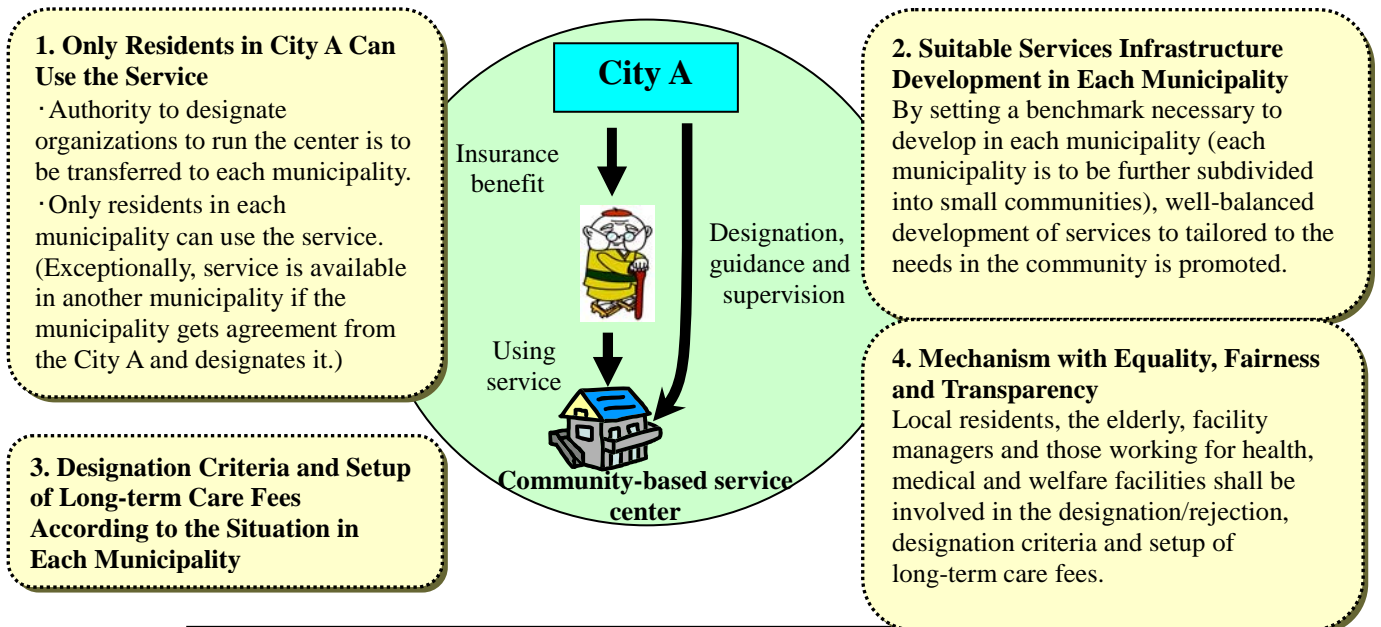 1. Only Residents in City A Can
Use the Service
・Authority to designate
organizations to run the center is to
be transferred to each municipality.
・Only residents in each
municipality can use the service.
(Exceptionally, service is available
in another municipality if the
municipality gets agreement from
the City A and designates it.)
City A
Insurance
benefit
Designation,
guidance and
supervision
Using
service
Community-based service
center
2. Suitable Services Infrastructure
Development in Each Municipality
By setting a benchmark necessary to
develop in each municipality (each
municipality is to be further subdivided
into small communities), well-balanced
development of services to tailored to the
needs in the community is promoted.
3. Designation Criteria and Setup
of Long-term Care Fees
According to the Situation in
Each Municipality
4. Mechanism with Equality, Fairness
and Transparency
Local residents, the elderly, facility
managers and those working for health,
medical and welfare facilities shall be
involved in the designation/rejection,
designation criteria and setup of
long-term care fees.